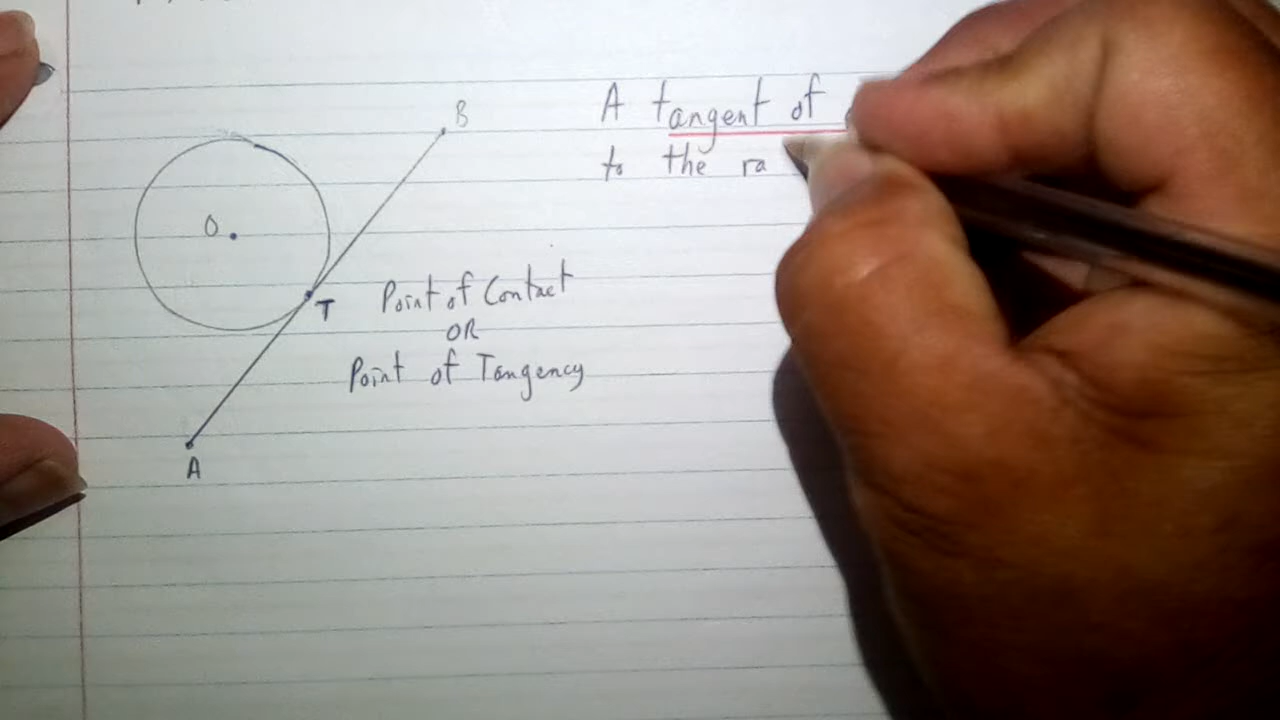 A tangent of
to the ra
B
O
T
Point of Contact
OR
Point of Tangency
A